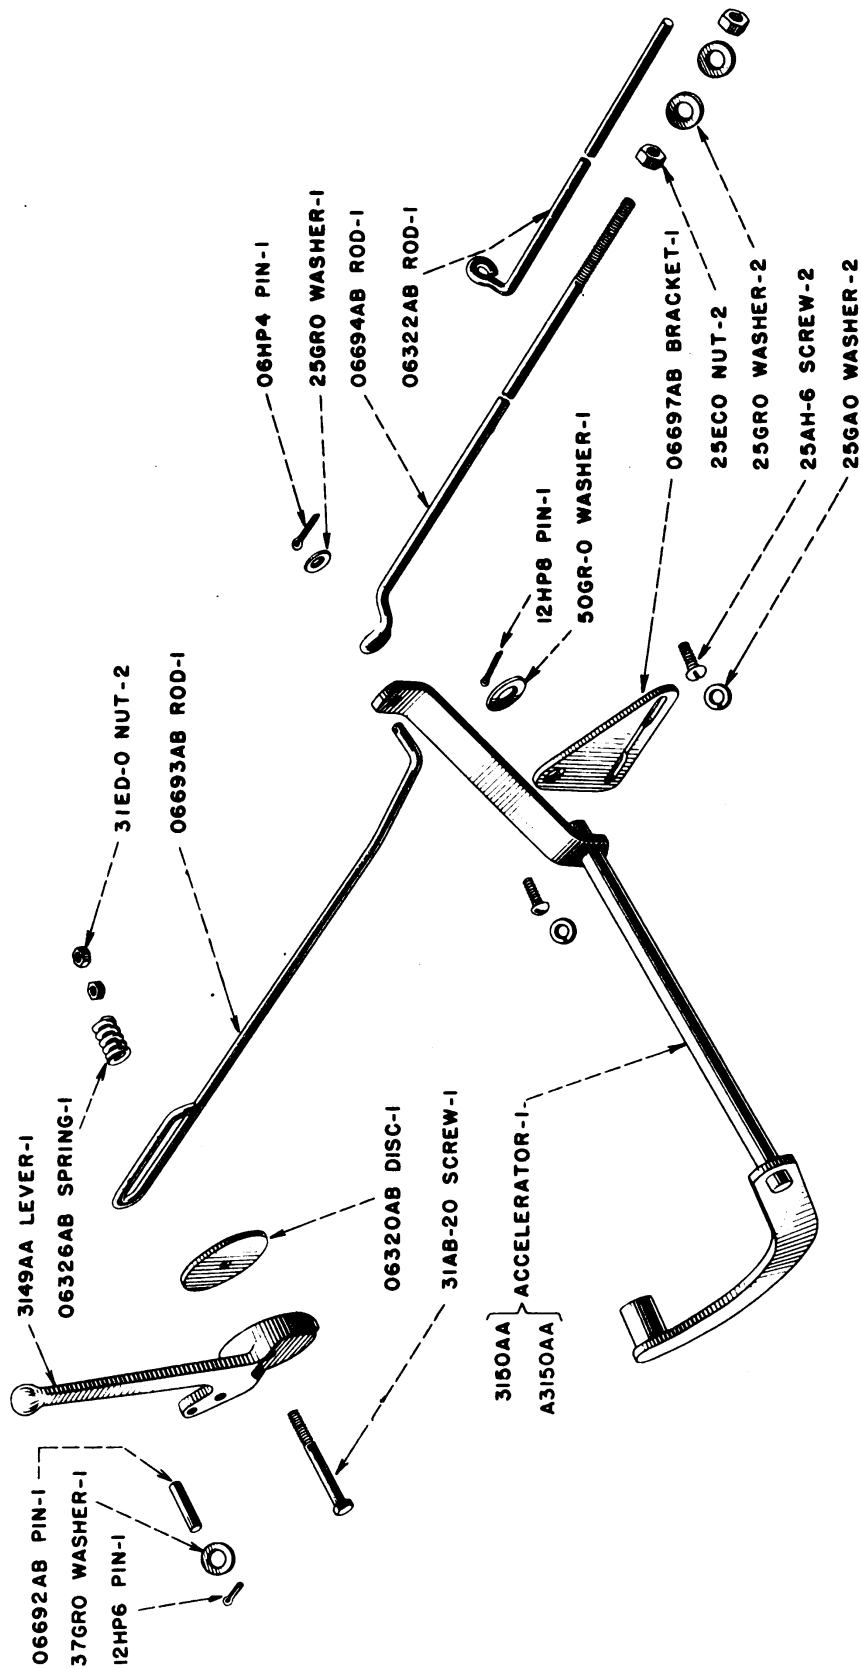 06692AB PIN-1
37GRO WASHER-1
12HP6 PIN-1
3149AA LEVER-1
06326AB SPRING-1
31ED-0 NUT-2
06693AB ROD-1
06HP4 PIN-1
25GRO WASHER-1
06694AB ROD-1
06322AB ROD-1
06320AB DISC-1
31AB-20 SCREW-1
3150AA
A3150AA
ACCELERATOR-1
12HP8 PIN-1
50GR-0 WASHER-1
06697AB BRACKET-1
25ECO NUT-2
25GRO WASHER-2
25AH-6 SCREW-2
25GAO WASHER-2